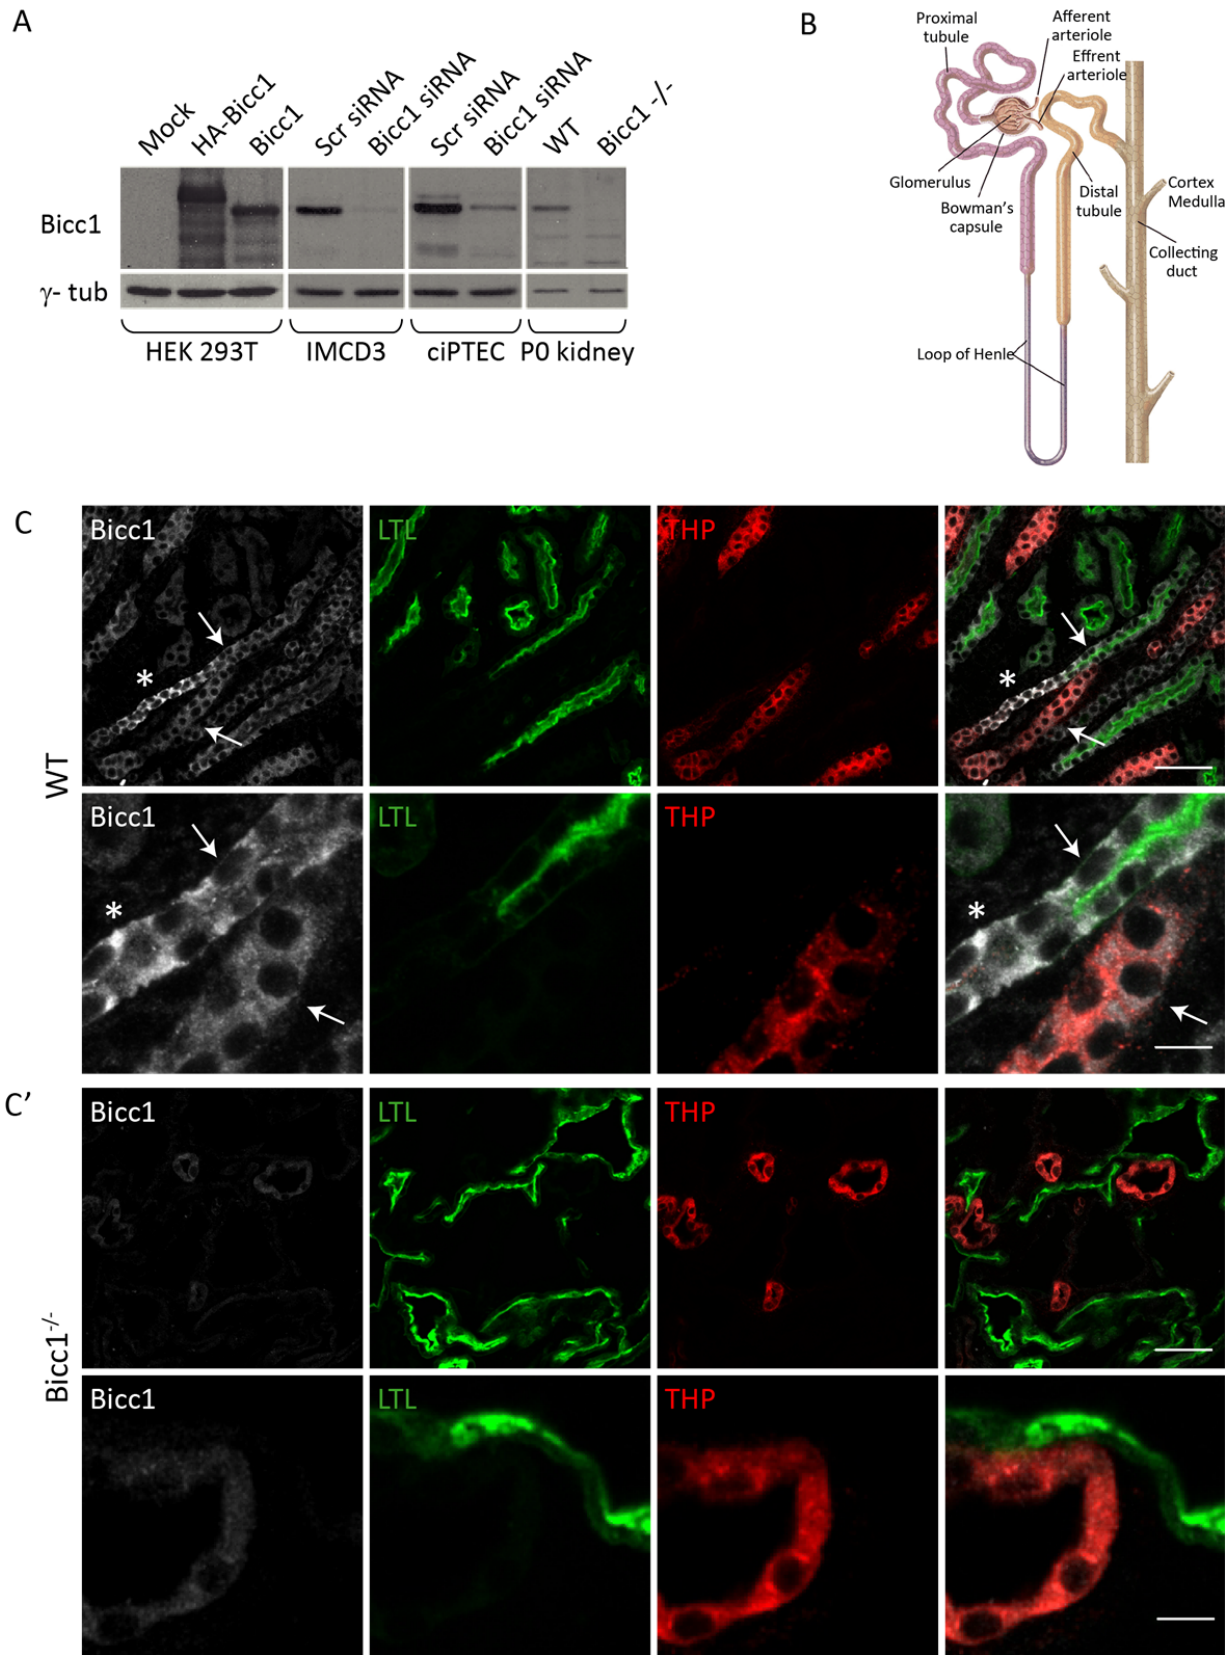 A
Mock
HA-Bicc1
Bicc1
Scr siRNA
Bicc1 siRNA
Scr siRNA
Bicc1 siRNA
WT
Bicc1 -/-
Bicc1
γ- tub
HEK 293T
IMCD3
ciPTEC
P0 kidney
B
Proximal
tubule
Afferent
arteriole
Effrent
arteriole
Glomerulus
Bowman's
capsule
Distal
tubule
Cortex
Medulla
Collecting
duct
Loop of Henle
C
WT
Bicc1
LTL
THP
*
*
Bicc1
LTL
THP
*
*
C'
Bicc1-/-
Bicc1
LTL
THP
Bicc1
LTL
THP